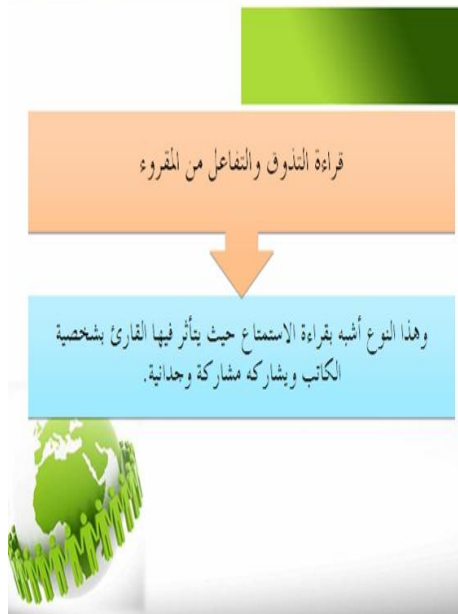 قراءة التذوق والتفاعل من المقروء
وهذا النوع أشبه بقراءة الاستمتاع حيث يتأثر فيها القارئ بشخصية
الكاتب ويشاركه مشاركة وجدانية.